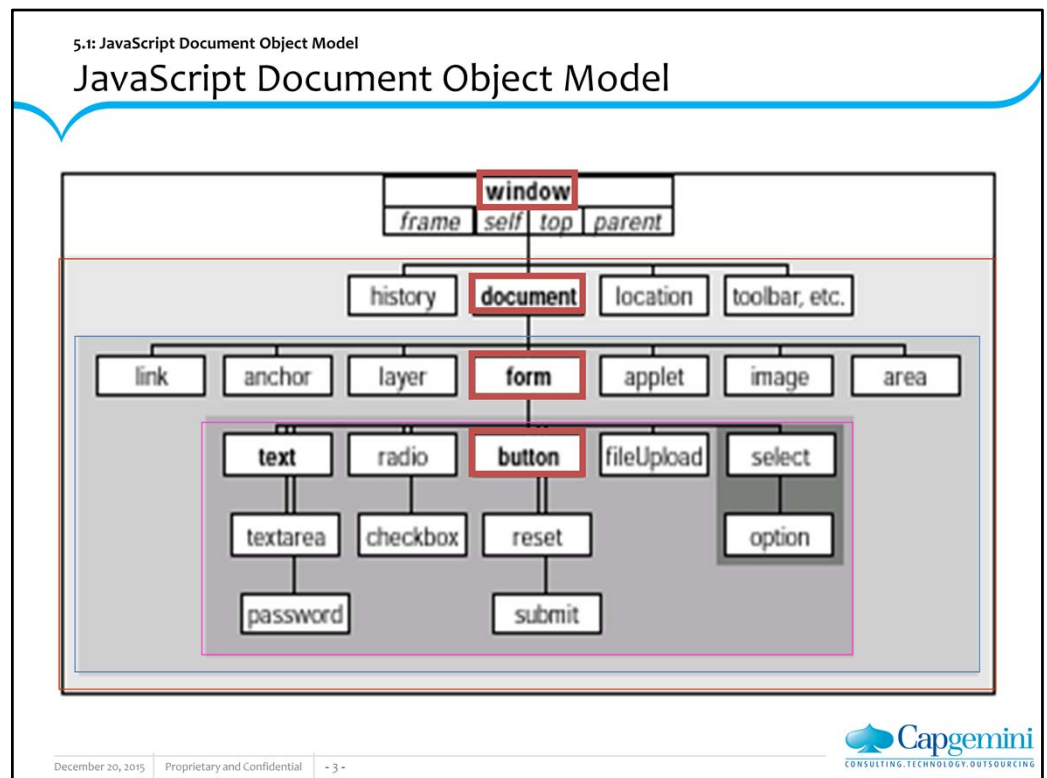 5.1: JavaScript Document Object Model
JavaScript Document Object Model
window
frame self top parent
history document location toolbar, etc.
link anchor layer form applet image area
text radio button fileUpload select
textarea checkbox reset option
password submit
December 20, 2015 Proprietary and Confidential - 3 -
Capgemini
CONSULTING.TECHNOLOGY.OUTSOURCING